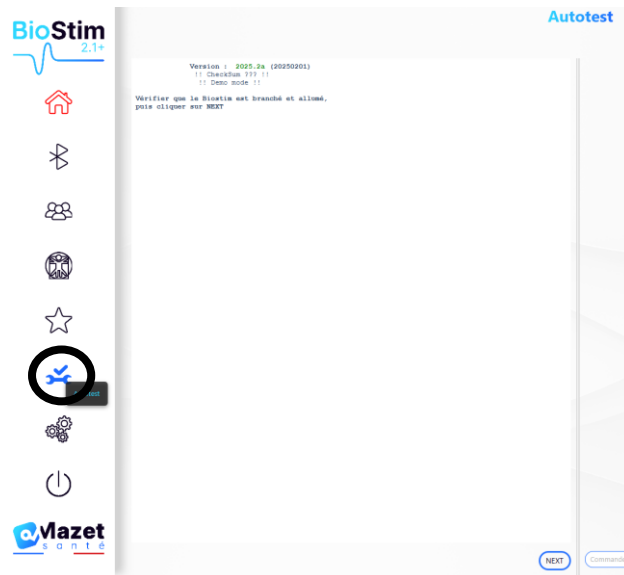 BioStim
2.1+
Autotest
Version : 2025.2a (20250201)
!! CheckSum ??? !!
!! Demo mode !!
Vérifier que le Biostim est branché et allumé,
puis cliquer sur NEXT
NEXT
Mazet
santé